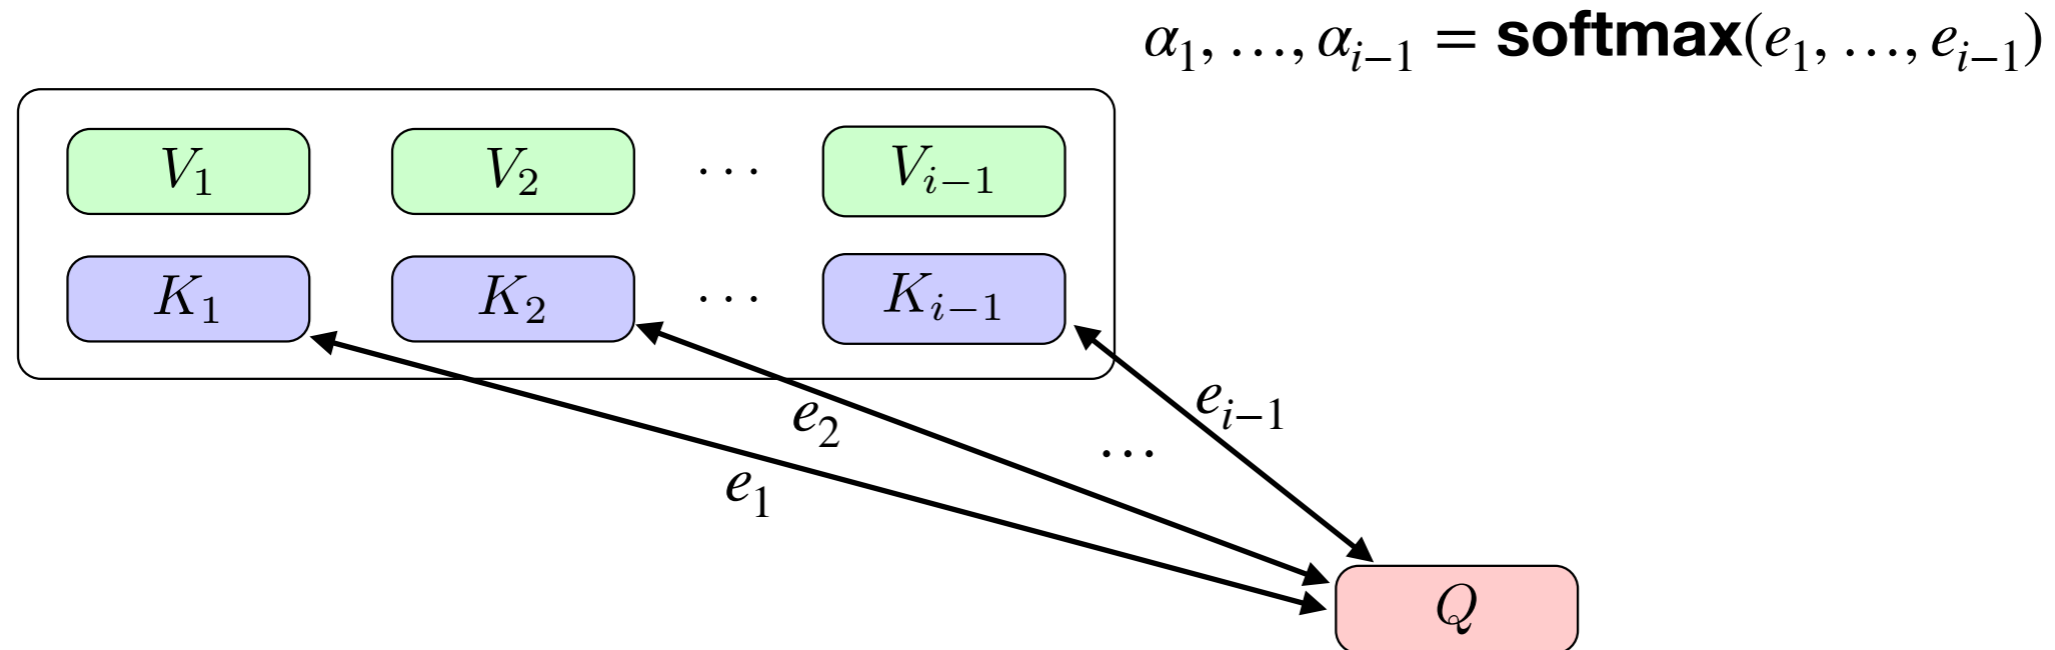 α₁, …, αᵢ₋₁ = softmax(e₁, …, eᵢ₋₁)
V₁ V₂ ⋯ Vᵢ₋₁
K₁ K₂ ⋯ Kᵢ₋₁
eᵢ₋₁
e₂
…
e₁
Q